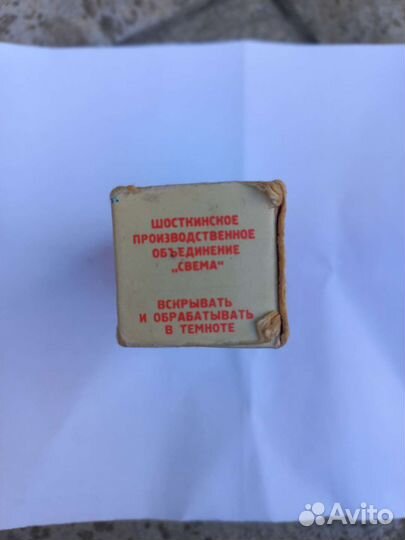 ШОСТКИНСКОЕ
ПРОИЗВОДСТВЕННОЕ
ОБЪЕДИНЕНИЕ
„СВЕМА"
ВСКРЫВАТЬ
И ОБРАБАТЫВАТЬ
В ТЕМНОТЕ
Avito